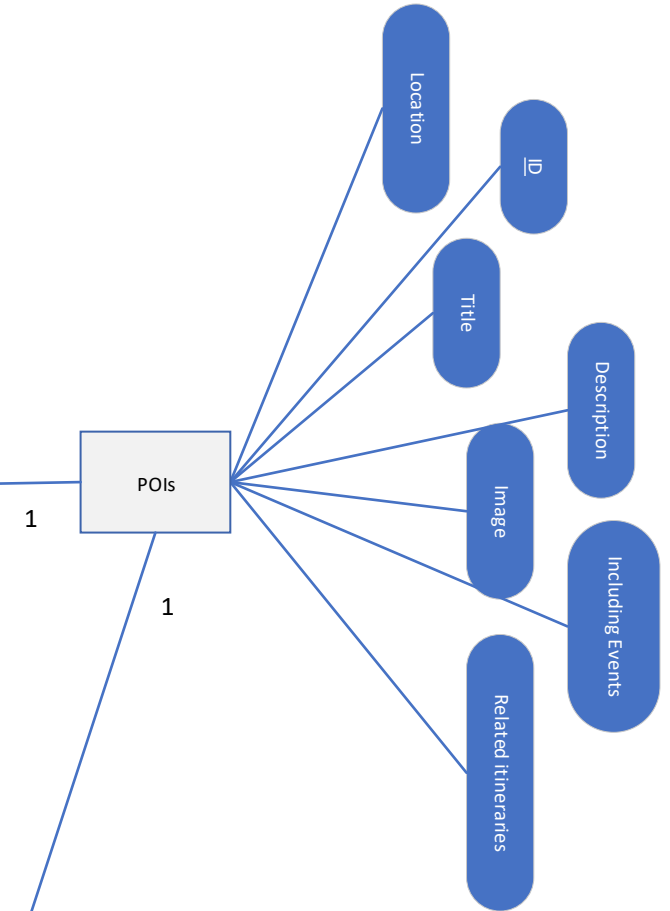 Location
ID
Title
Description
Image
Including Events
Related itineraries
POIs
1
1